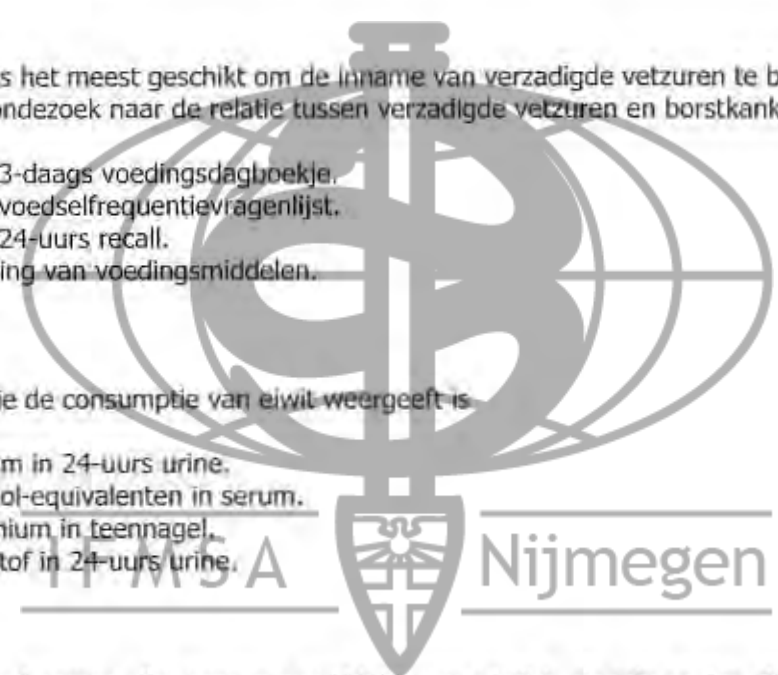 s het meest geschikt om de inname van verzadigde vetzuren te b
ondezoek naar de relatie tussen verzadigde vetzuren en borstkank
3-daags voedingsdagboekje.
voedselfrequentievragenlijst.
24-uurs recall.
ing van voedingsmiddelen.
je de consumptie van eiwit weergeeft is
m in 24-uurs urine.
ol-equivalenten in serum.
nium in teennagel.
tof in 24-uurs urine.
IFMSA Nijmegen